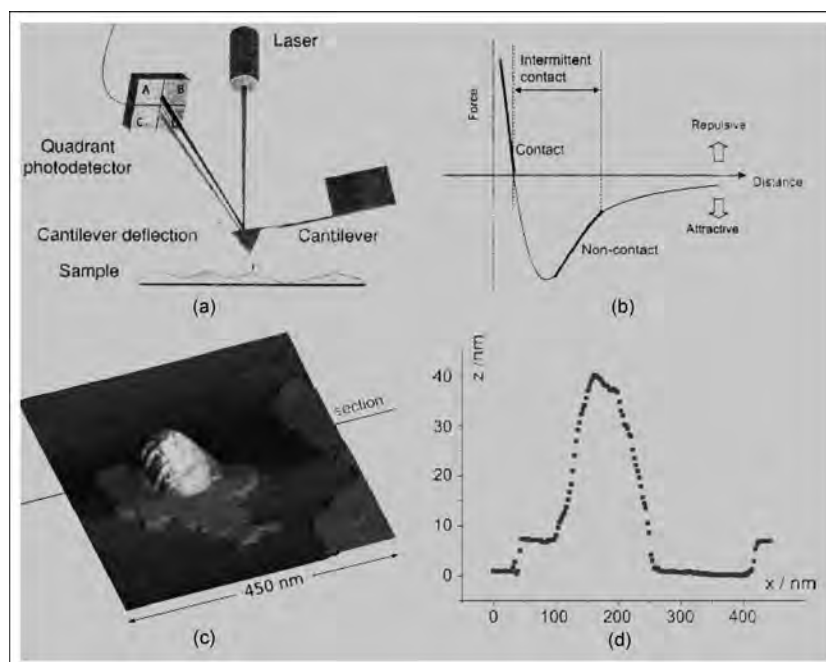 Laser
A
B
C
Quadrant
photodetector
Cantilever deflection
Cantilever
Sample
(a)
Force
Intermittent
contact
Contact
Repulsive
Distance
Attractive
Non-contact
(b)
section
450 nm
(c)
z /nm
40
30
20
10
0
x / nm
0
100
200
300
400
(d)